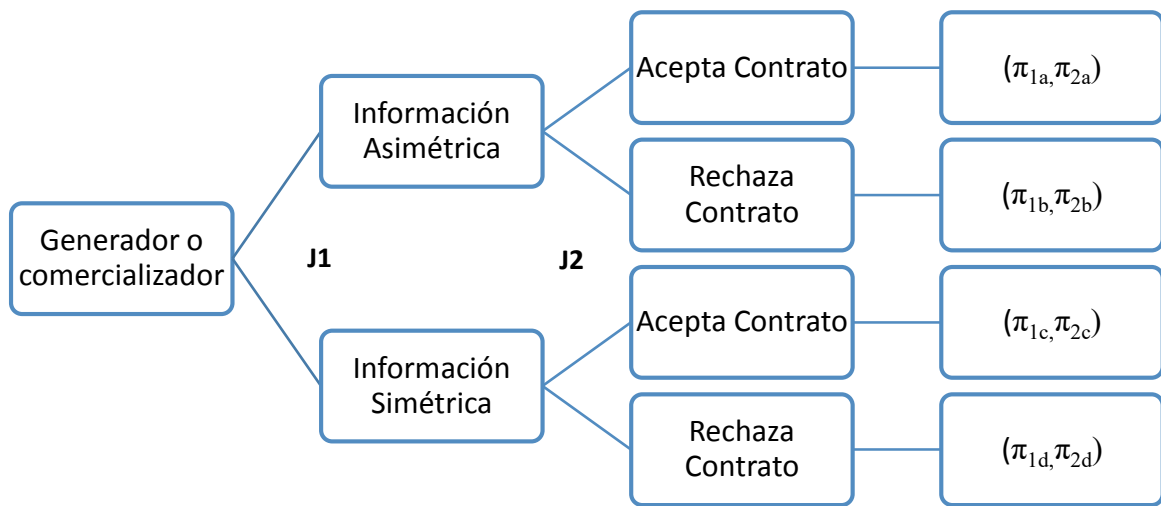 Generador o
comercializador
J1
Información
Asimétrica
Información
Simétrica
J2
Acepta Contrato
(π1a,π2a)
Rechaza
Contrato
(π1b,π2b)
Acepta Contrato
(π1c,π2c)
Rechaza
Contrato
(π1d,π2d)